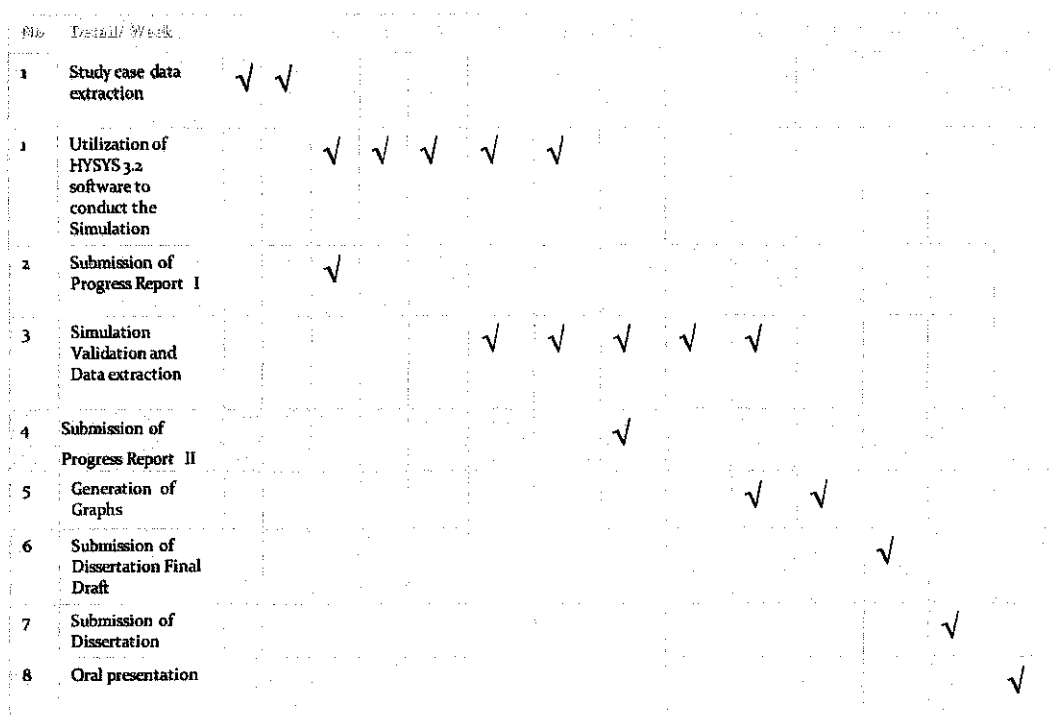 No Detail/ Week
1 Study case data √ √
extraction
1 Utilization of √ √ √ √ √
HYSYS 3.2
software to
conduct the
Simulation
2 Submission of √
Progress Report I
3 Simulation √ √ √ √ √
Validation and
Data extraction
4 Submission of √
Progress Report II
5 Generation of √ √
Graphs
6 Submission of √
Dissertation Final
Draft
7 Submission of √
Dissertation
8 Oral presentation √